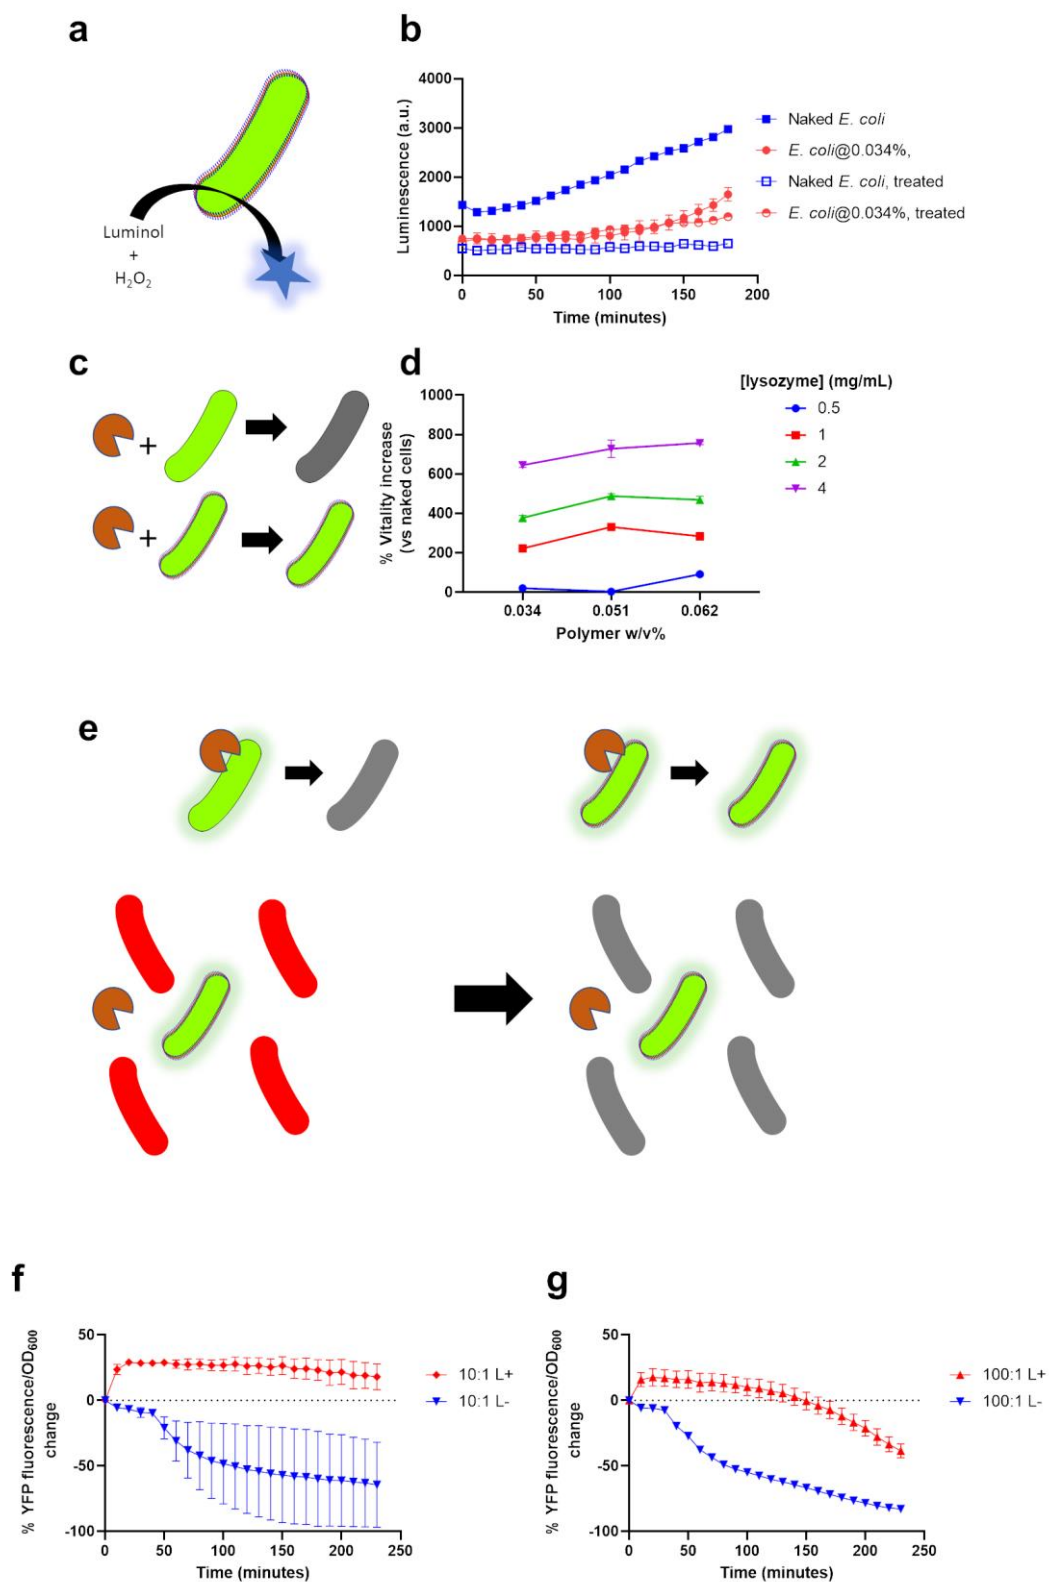 a
Luminol
+
H₂O₂
b
4000
3000
2000
1000
0
Luminescence (a.u.)
0 50 100 150 200
Time (minutes)
Naked E. coli
E. coli@0.034%,
Naked E. coli, treated
E. coli@0.034%, treated
c
+
+
d
1000
800
600
400
200
0
% Vitality increase
(vs naked cells)
0.034 0.051 0.062
Polymer w/v%
[lysozyme] (mg/mL)
0.5
1
2
4
e
f
50
0
-50
-100
% YFP fluorescence/OD₆₀₀
change
0 50 100 150 200 250
Time (minutes)
10:1 L+
10:1 L-
g
50
0
-50
-100
% YFP fluorescence/OD₆₀₀
change
0 50 100 150 200 250
Time (minutes)
100:1 L+
100:1 L-